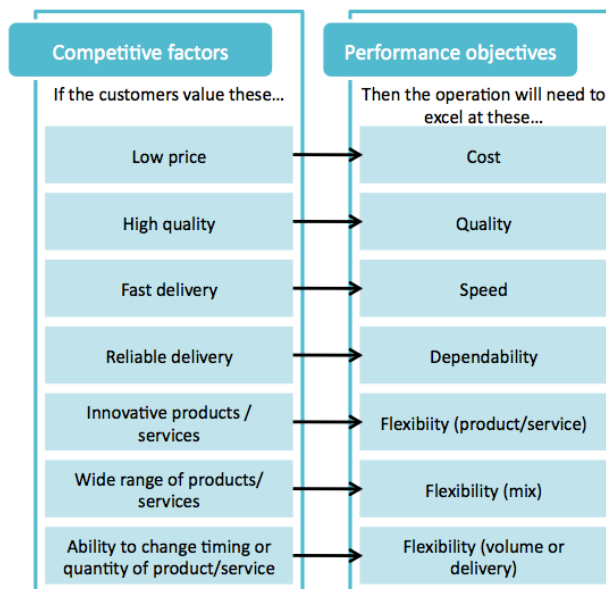 Competitive factors
Performance objectives
If the customers value these...
Then the operation will need to
excel at these...
Low price
Cost
High quality
Quality
Fast delivery
Speed
Reliable delivery
Dependability
Innovative products /
services
Flexibiity (product/service)
Wide range of products/
services
Flexibility (mix)
Ability to change timing or
quantity of product/service
Flexibility (volume or
delivery)